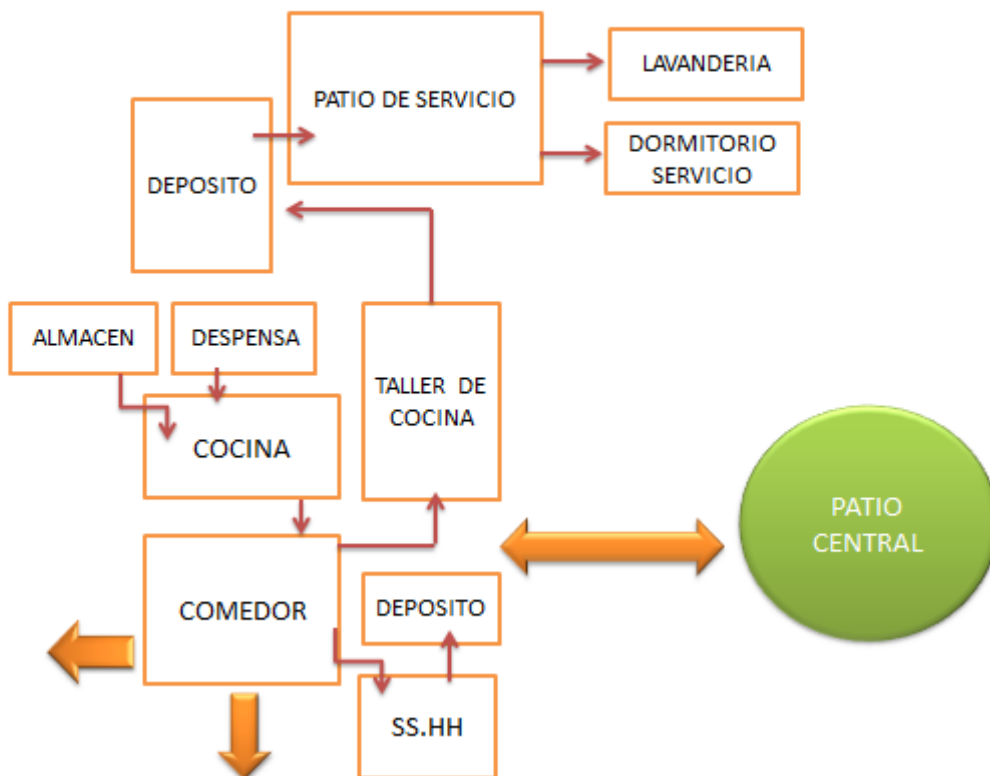 LAVANDERIA
PATIO DE SERVICIO
DORMITORIO
SERVICIO
DEPOSITO
ALMACEN
DESPENSA
TALLER DE
COCINA
COCINA
PATIO
CENTRAL
COMEDOR
DEPOSITO
SS.HH